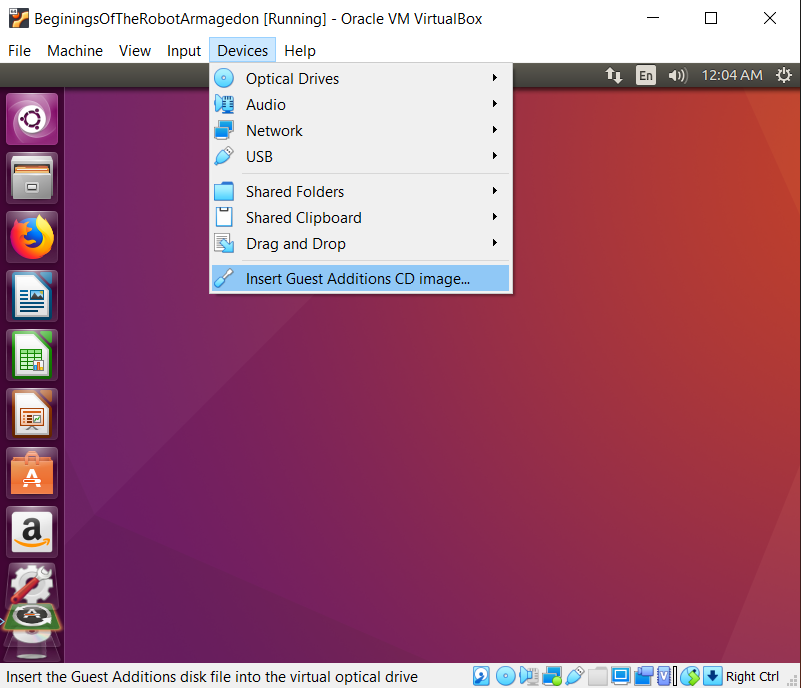 BeginingsOfTheRobotArmagedon [Running] - Oracle VM VirtualBox
File Machine View Input Devices Help
En 12:04 AM
Optical Drives
Audio
Network
USB
Shared Folders
Shared Clipboard
Drag and Drop
Insert Guest Additions CD image...
a
Insert the Guest Additions disk file into the virtual optical drive
V
Right Ctrl